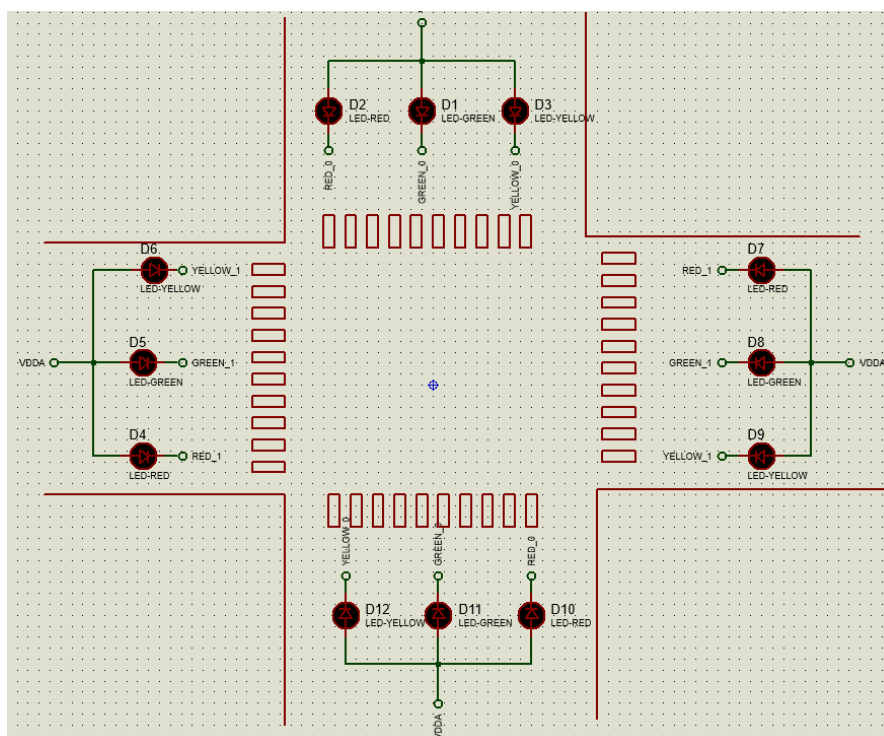 D2
LED-RED
D1
LED-GREEN
D3
LED-YELLOW
RED_0
GREEN_0
YELLOW_0
D6
YELLOW_1
LED-YELLOW
D7
RED_1
LED-RED
D5
VDDA
GREEN_1
LED-GREEN
D8
GREEN_1
VDDA
LED-GREEN
D4
RED_1
LED-RED
D9
YELLOW_1
LED-YELLOW
YELLOW_0
GREEN_0
RED_0
D12
LED-YELLOW
D11
LED-GREEN
D10
LED-RED
VDDA